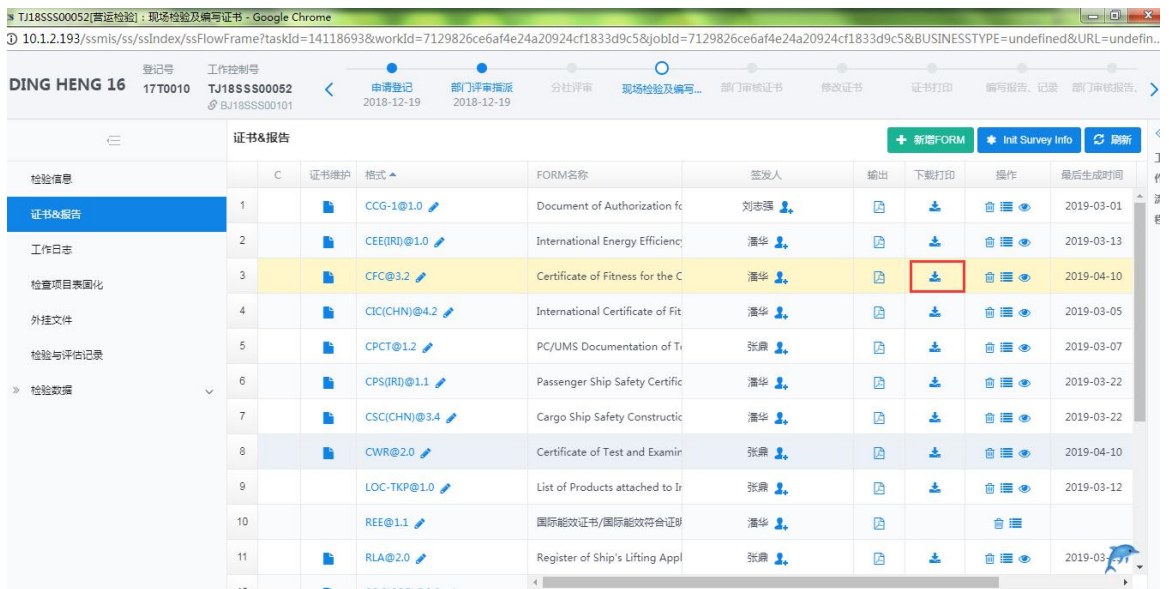 TJ18SSS00052[营运检验] : 现场检验及编写证书 - Google Chrome
10.1.2.193/ssmis/ss/ssIndex/ssFlowFrame?taskId=14118693&workId=7129826ce6af4e24a20924cf1833d9c5&jobId=7129826ce6af4e24a20924cf1833d9c5&BUSINESSTYPE=undefined&URL=undefin...
DING HENG 16 登记号 17T0010 工作控制号 TJ18SSS00052 BJ18SSS00101
申请登记 2018-12-19 部门评审指派 2018-12-19 分社评审 现场检验及编写... 部门审核证书 修改证书 证书打印 编写报告、记录 部门审核报告、
证书&报告 新增FORM Init Survey Info 刷新
检验信息
证书&报告
工作日志
检查项目表固化
外挂文件
检验与评估记录
检验数据
C 证书维护 格式 FORM名称 签发人 输出 下载打印 操作 最后生成时间
1 CCG-1@1.0 Document of Authorization fo 刘志强 2019-03-01
2 CEE(IRI)@1.0 International Energy Efficiency 潘华 2019-03-13
3 CFC@3.2 Certificate of Fitness for the C 潘华 2019-04-10
4 CIC(CHN)@4.2 International Certificate of Fit 潘华 2019-03-05
5 CPCT@1.2 PC/UMS Documentation of Te 张鼎 2019-03-07
6 CPS(IRI)@1.1 Passenger Ship Safety Certific 潘华 2019-03-22
7 CSC(CHN)@3.4 Cargo Ship Safety Constructic 潘华 2019-03-22
8 CWR@2.0 Certificate of Test and Examin 张鼎 2019-04-10
9 LOC-TKP@1.0 List of Products attached to Ir 张鼎 2019-03-12
10 REE@1.1 国际能效证书/国际能效符合证明 潘华
11 RLA@2.0 Register of Ship's Lifting Appl 张鼎 2019-03-